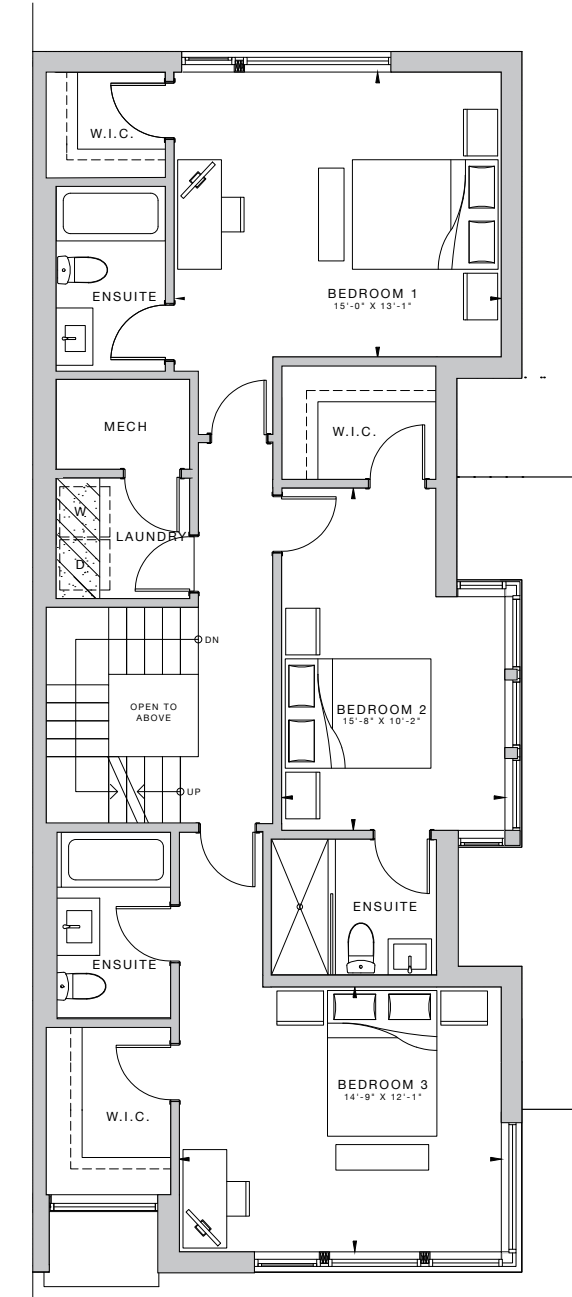 W.I.C.
ENSUITE
BEDROOM 1
15'-0" X 13'-1"
MECH
W.I.C.
W
LAUNDRY
D
DN
OPEN TO
ABOVE
BEDROOM 2
15'-8" X 10'-2"
UP
ENSUITE
ENSUITE
BEDROOM 3
14'-9" X 12'-1"
W.I.C.